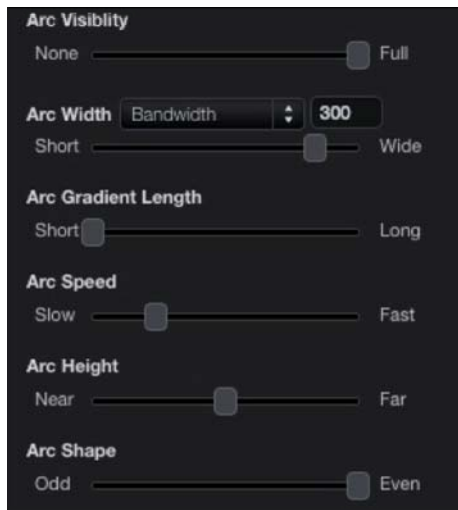 Arc Visiblity
None Full
Arc Width Bandwidth 300
Short Wide
Arc Gradient Length
Short Long
Arc Speed
Slow Fast
Arc Height
Near Far
Arc Shape
Odd Even